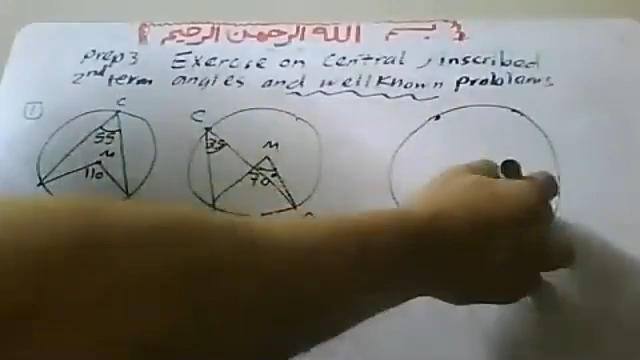 بسم الله الرحمن الرحيم
prep3 Exercise on central, inscribed
2nd term angles and wellknown problems
1
C
55
M
110
C
35
M
70